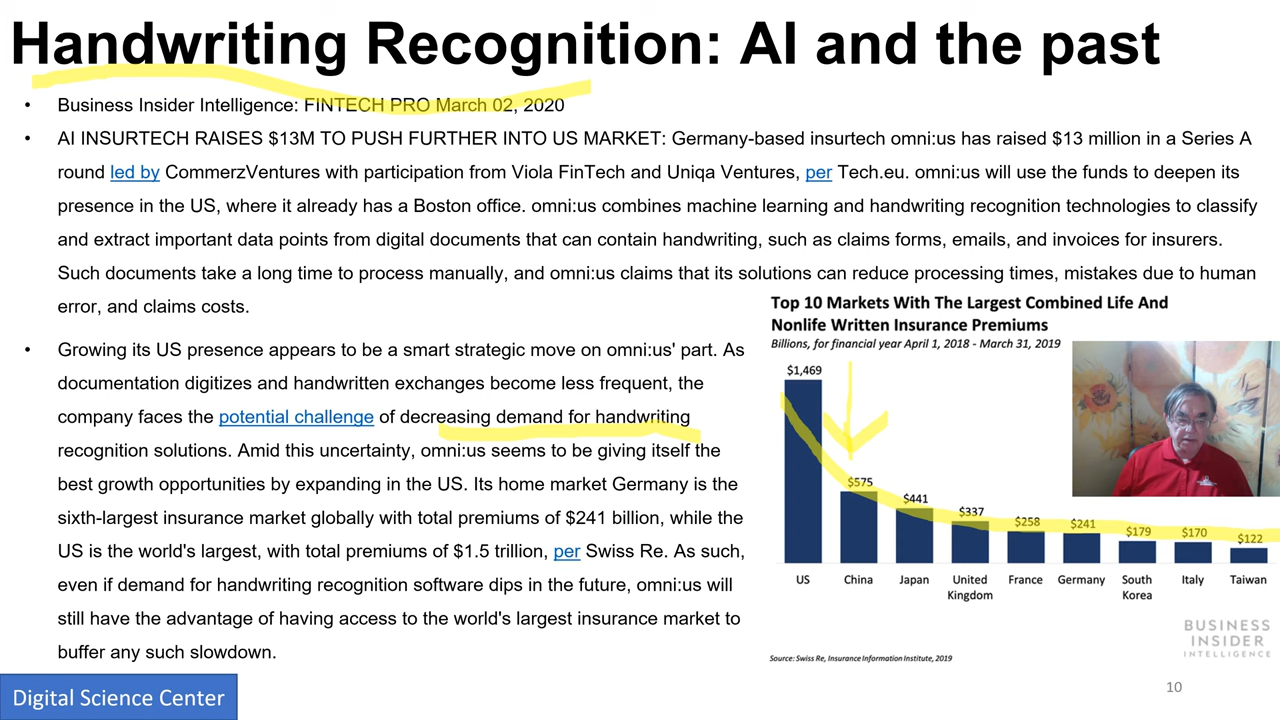 Handwriting Recognition: AI and the past
• Business Insider Intelligence: FINTECH PRO March 02, 2020
• AI INSURTECH RAISES $13M TO PUSH FURTHER INTO US MARKET: Germany-based insurtech omni:us has raised $13 million in a Series A
round led by CommerzVentures with participation from Viola FinTech and Uniqa Ventures, per Tech.eu. omni:us will use the funds to deepen its
presence in the US, where it already has a Boston office. omni:us combines machine learning and handwriting recognition technologies to classify
and extract important data points from digital documents that can contain handwriting, such as claims forms, emails, and invoices for insurers.
Such documents take a long time to process manually, and omni:us claims that its solutions can reduce processing times, mistakes due to human
error, and claims costs.
• Growing its US presence appears to be a smart strategic move on omni:us' part. As
documentation digitizes and handwritten exchanges become less frequent, the
company faces the potential challenge of decreasing demand for handwriting
recognition solutions. Amid this uncertainty, omni:us seems to be giving itself the
best growth opportunities by expanding in the US. Its home market Germany is the
sixth-largest insurance market globally with total premiums of $241 billion, while the
US is the world's largest, with total premiums of $1.5 trillion, per Swiss Re. As such,
even if demand for handwriting recognition software dips in the future, omni:us will
still have the advantage of having access to the world's largest insurance market to
buffer any such slowdown.
Top 10 Markets With The Largest Combined Life And
Nonlife Written Insurance Premiums
Billions, for financial year April 1, 2018 - March 31, 2019
$1,469
$575
$441
$337
$258
$241
$179
$170
$122
US
China
Japan
United
Kingdom
France
Germany
South
Korea
Italy
Taiwan
BUSINESS
INSIDER
INTELLIGENCE
Source: Swiss Re, Insurance Information Institute, 2019
Digital Science Center
10